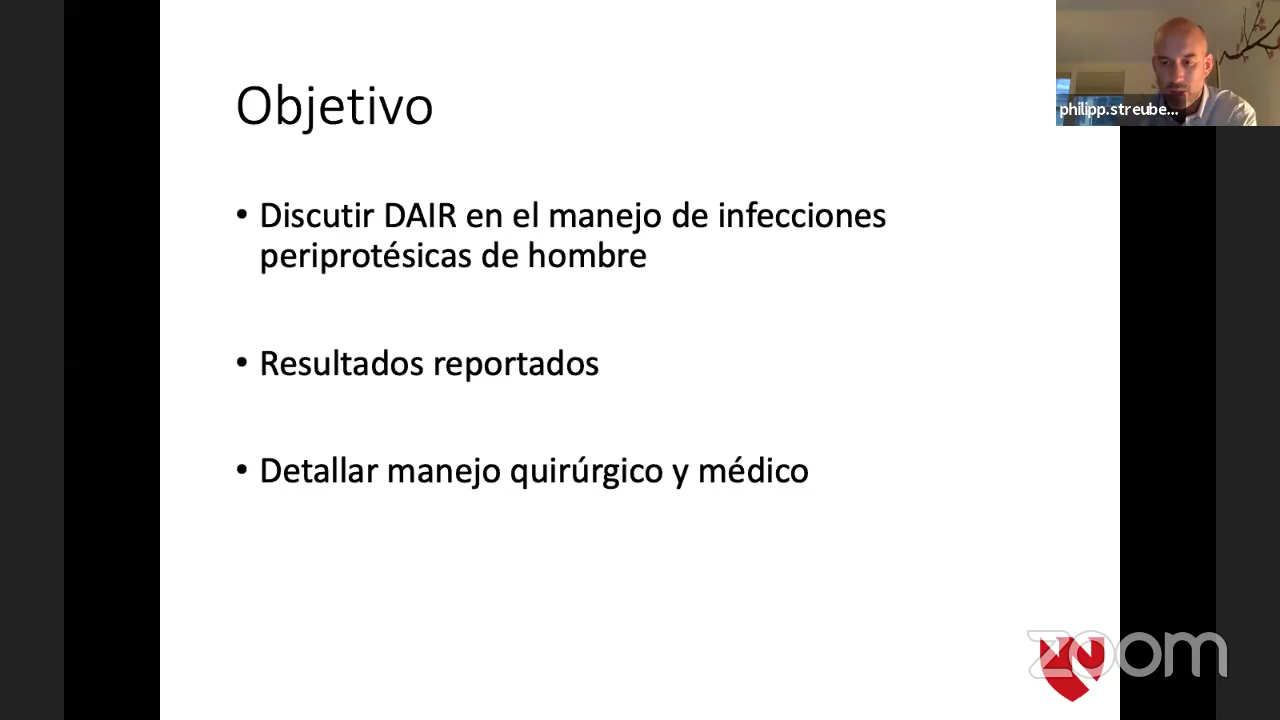 Objetivo
• Discutir DAIR en el manejo de infecciones
periprotésicas de hombre
• Resultados reportados
• Detallar manejo quirúrgico y médico
philipp.streube...
zoom